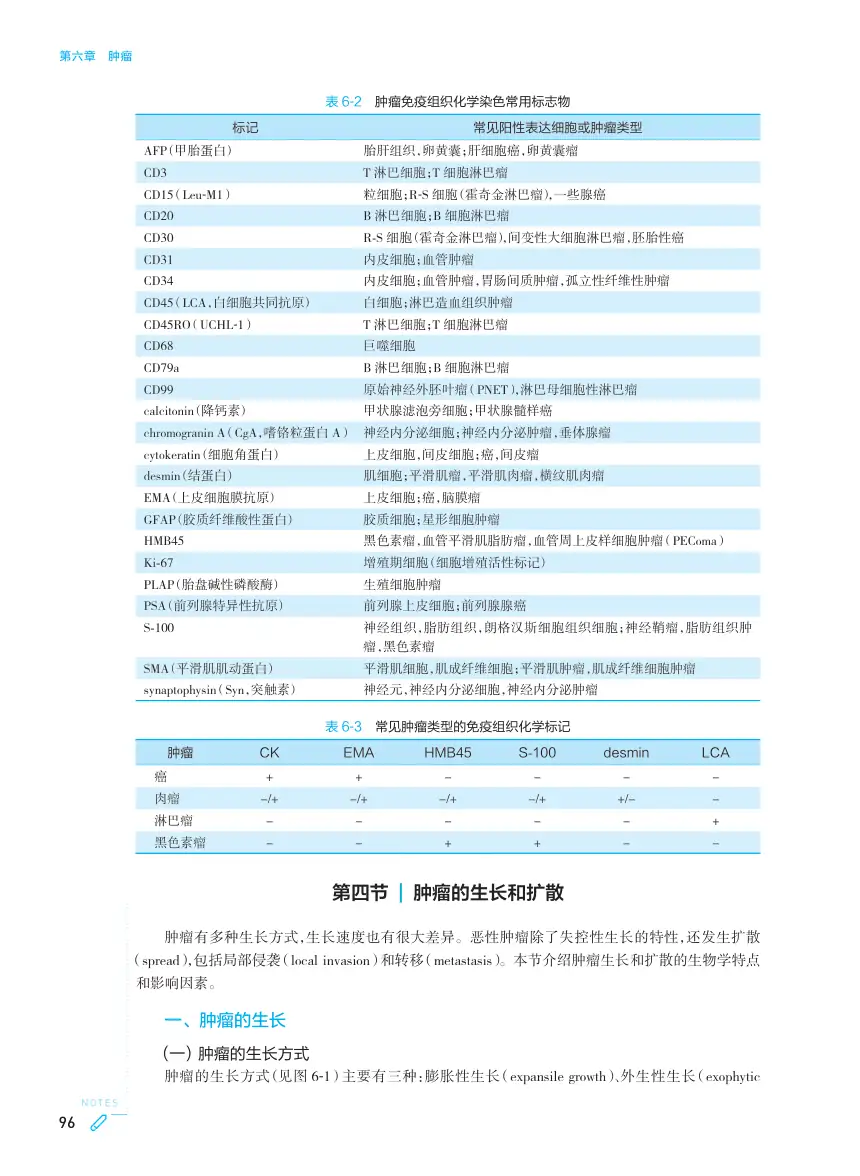 第六章 肿瘤
表 6-2 肿瘤免疫组织化学染色常用标志物
标记 常见阳性表达细胞或肿瘤类型
AFP(甲胎蛋白) 胎肝组织,卵黄囊;肝细胞癌,卵黄囊瘤
CD3 T 淋巴细胞;T 细胞淋巴瘤
CD15(Leu-M1) 粒细胞;R-S 细胞(霍奇金淋巴瘤),一些腺癌
CD20 B 淋巴细胞;B 细胞淋巴瘤
CD30 R-S 细胞(霍奇金淋巴瘤),间变性大细胞淋巴瘤,胚胎性癌
CD31 内皮细胞;血管肿瘤
CD34 内皮细胞;血管肿瘤,胃肠间质肿瘤,孤立性纤维性肿瘤
CD45(LCA,白细胞共同抗原) 白细胞;淋巴造血组织肿瘤
CD45RO(UCHL-1) T 淋巴细胞;T 细胞淋巴瘤
CD68 巨噬细胞
CD79a B 淋巴细胞;B 细胞淋巴瘤
CD99 原始神经外胚叶瘤(PNET),淋巴母细胞性淋巴瘤
calcitonin(降钙素) 甲状腺滤泡旁细胞;甲状腺髓样癌
chromogranin A(CgA,嗜铬粒蛋白 A) 神经内分泌细胞;神经内分泌肿瘤,垂体腺瘤
cytokeratin(细胞角蛋白) 上皮细胞,间皮细胞;癌,间皮瘤
desmin(结蛋白) 肌细胞;平滑肌瘤,平滑肌肉瘤,横纹肌肉瘤
EMA(上皮细胞膜抗原) 上皮细胞;癌,脑膜瘤
GFAP(胶质纤维酸性蛋白) 胶质细胞;星形细胞肿瘤
HMB45 黑色素瘤,血管平滑肌脂肪瘤,血管周上皮样细胞肿瘤(PEComa)
Ki-67 增殖期细胞(细胞增殖活性标记)
PLAP(胎盘碱性磷酸酶) 生殖细胞肿瘤
PSA(前列腺特异性抗原) 前列腺上皮细胞;前列腺腺癌
S-100 神经组织,脂肪组织,朗格汉斯细胞组织细胞;神经鞘瘤,脂肪组织肿
瘤,黑色素瘤
SMA(平滑肌肌动蛋白) 平滑肌细胞,肌成纤维细胞;平滑肌肿瘤,肌成纤维细胞肿瘤
synaptophysin(Syn,突触素) 神经元,神经内分泌细胞,神经内分泌肿瘤
表 6-3 常见肿瘤类型的免疫组织化学标记
肿瘤 CK EMA HMB45 S-100 desmin LCA
癌 + + – – – –
肉瘤 –/+ –/+ –/+ –/+ +/– –
淋巴瘤 – – – – – +
黑色素瘤 – – + + – –
第四节 | 肿瘤的生长和扩散
肿瘤有多种生长方式,生长速度也有很大差异。恶性肿瘤除了失控性生长的特性,还发生扩散
(spread),包括局部侵袭(local invasion)和转移(metastasis)。本节介绍肿瘤生长和扩散的生物学特点
和影响因素。
一、肿瘤的生长
(一)肿瘤的生长方式
肿瘤的生长方式(见图 6-1)主要有三种:膨胀性生长(expansile growth)、外生性生长(exophytic
NOTES
96